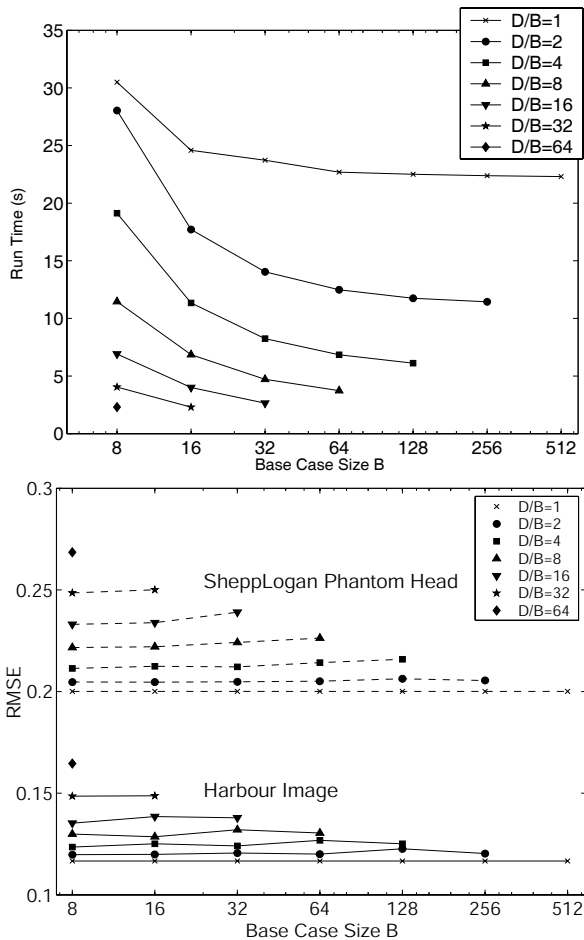 35
30
25
20
15
10
5
0
Run Time (s)
8 16 32 64 128 256 512
Base Case Size B
D/B=1
D/B=2
D/B=4
D/B=8
D/B=16
D/B=32
D/B=64
0.3
0.25
0.2
0.15
0.1
RMSE
SheppLogan Phantom Head
Harbour Image
D/B=1
D/B=2
D/B=4
D/B=8
D/B=16
D/B=32
D/B=64
8 16 32 64 128 256 512
Base Case Size B